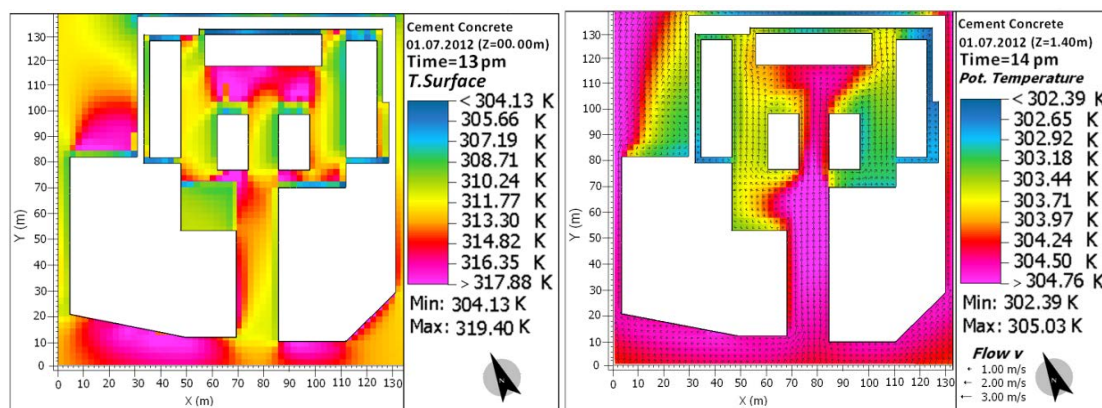 Cement Concrete
01.07.2012 (Z=00.00m)
Time=13 pm
T.Surface
< 304.13 K
305.66 K
307.19 K
308.71 K
310.24 K
311.77 K
313.30 K
314.82 K
316.35 K
> 317.88 K
Min: 304.13 K
Max: 319.40 K
N
Y (m)
130
120
110
100
90
80
70
60
50
40
30
20
10
0
0 10 20 30 40 50 60 70 80 90 100 110 120 130
X (m)
Cement Concrete
01.07.2012 (Z=1.40m)
Time=14 pm
Pot. Temperature
< 302.39 K
302.65 K
302.92 K
303.18 K
303.44 K
303.71 K
303.97 K
304.24 K
304.50 K
> 304.76 K
Min: 302.39 K
Max: 305.03 K
Flow v
1.00 m/s
2.00 m/s
3.00 m/s
N
Y (m)
130
120
110
100
90
80
70
60
50
40
30
20
10
0
0 10 20 30 40 50 60 70 80 90 100 110 120 130
X (m)